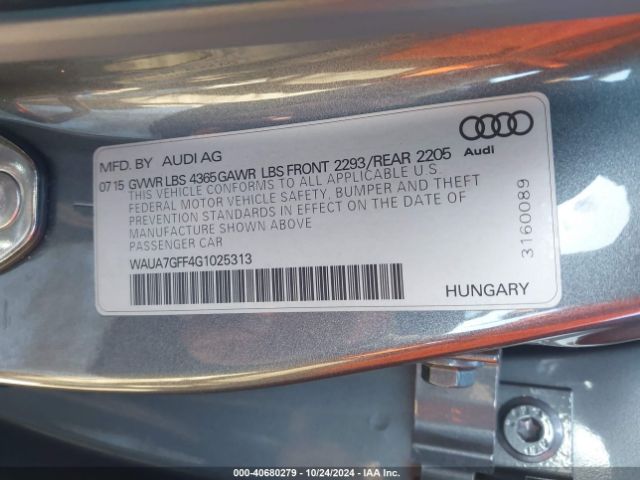 MFD. BY AUDI AG
07 15 GVWR LBS 4365 GAWR LBS FRONT 2293/REAR 2205
THIS VEHICLE CONFORMS TO ALL APPLICABLE U.S.
FEDERAL MOTOR VEHICLE SAFETY, BUMPER AND THEFT
PREVENTION STANDARDS IN EFFECT ON THE DATE OF
MANUFACTURE SHOWN ABOVE
PASSENGER CAR
WAUA7GFF4G1025313
Audi
3160089
HUNGARY
000-40680279 - 10/24/2024 - IAA Inc.